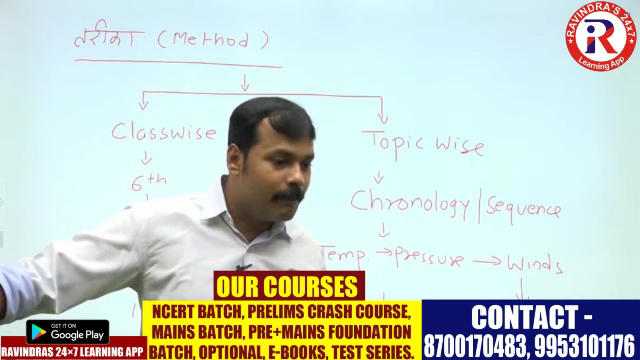 तरीका (Method)
Classwise
Topic wise
6th
Chronology/Sequence
Temp → Pressure → Winds
RAVINDRA'S 24x7
R
Learning App
OUR COURSES
NCERT BATCH, PRELIMS CRASH COURSE,
MAINS BATCH, PRE+MAINS FOUNDATION
BATCH, OPTIONAL, E-BOOKS, TEST SERIES.
CONTACT -
8700170483, 9953101176
GET IT ON
Google Play
RAVINDRAS 24×7 LEARNING APP